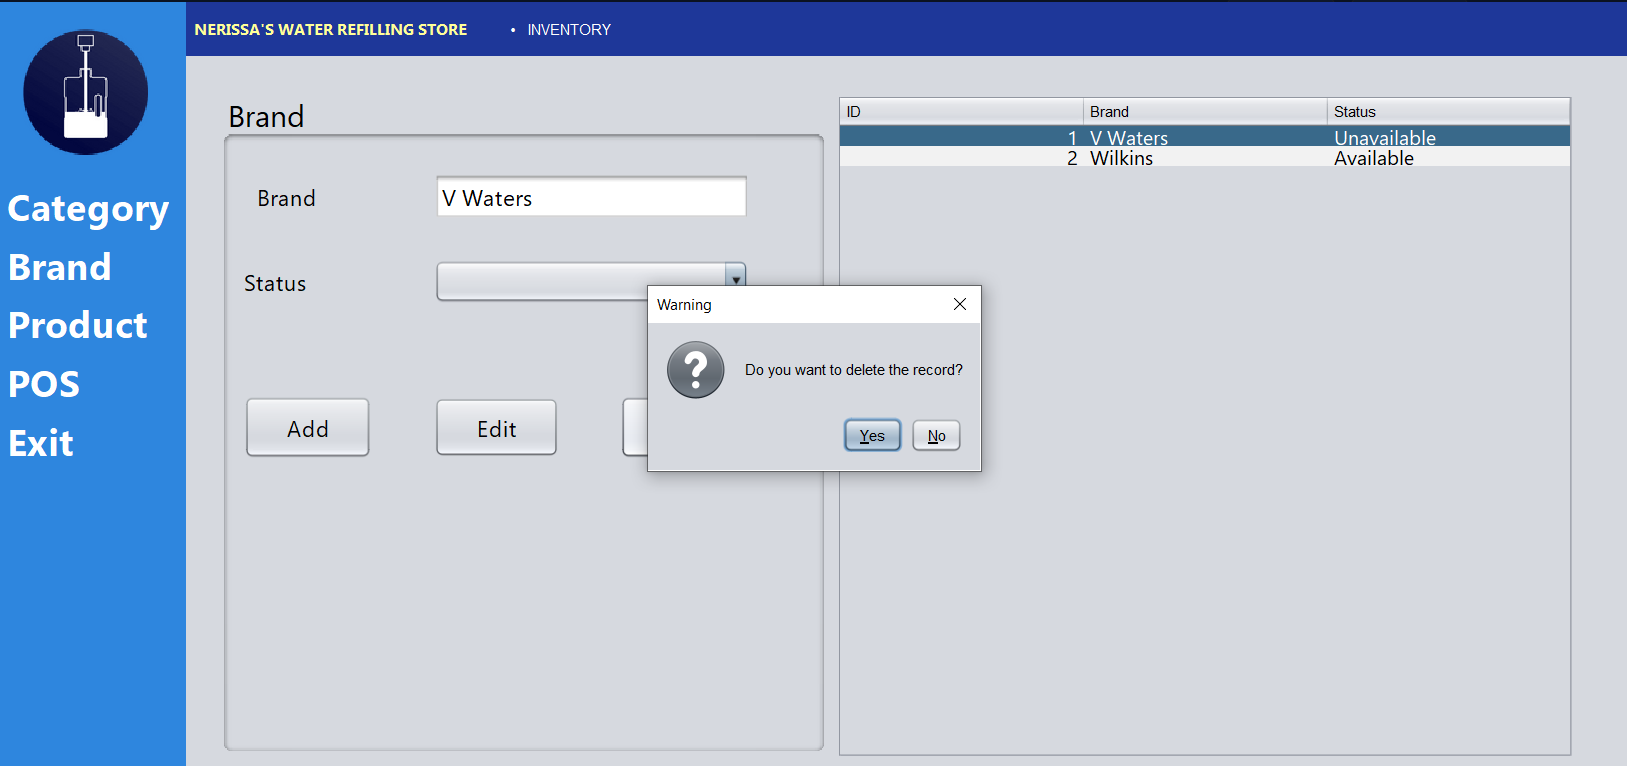 NERISSA'S WATER REFILLING STORE • INVENTORY
Category
Brand
Product
POS
Exit
Brand
Brand V Waters
Status
Add Edit
ID Brand Status
1 V Waters Unavailable
2 Wilkins Available
Warning
Do you want to delete the record?
Yes No